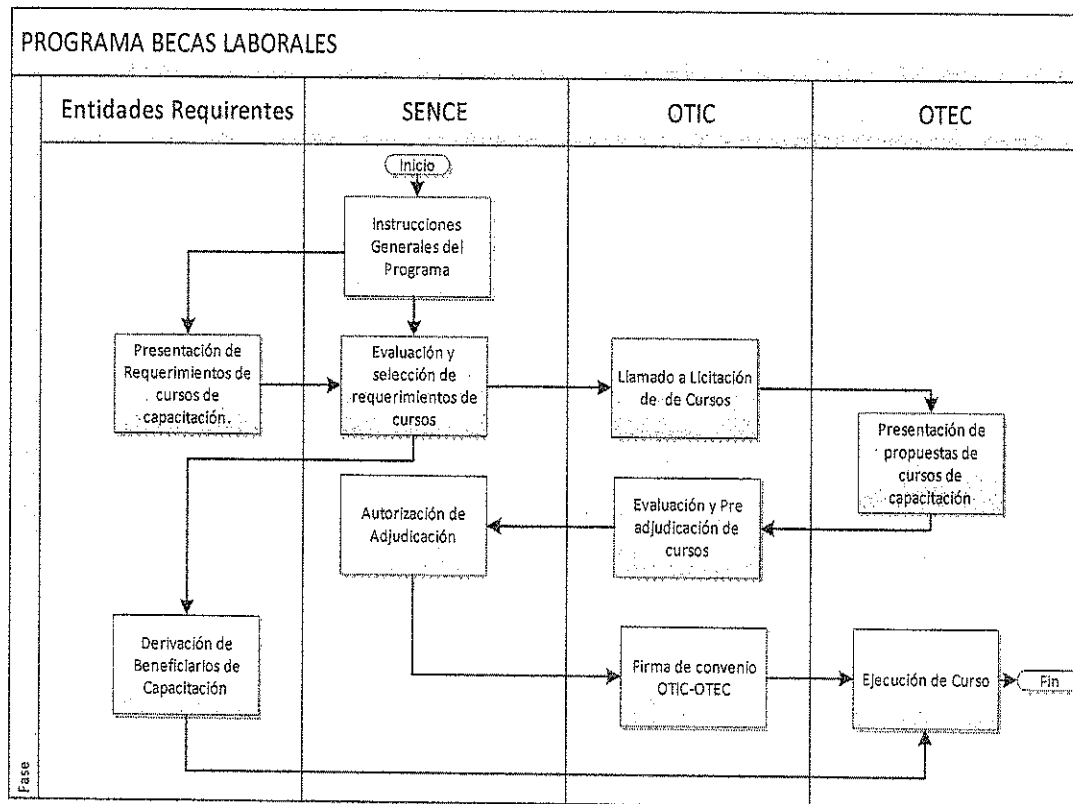 PROGRAMA BECAS LABORALES
Entidades Requirentes
SENCE
OTIC
OTEC
Inicio
Instrucciones
Generales del
Programa
Presentación de
Requerimientos de
cursos de
capacitación.
Evaluación y
selección de
requerimientos de
cursos
Llamado a Licitación
de de Cursos
Presentación de
propuestas de
cursos de
capacitación
Autorización de
Adjudicación
Evaluación y Pre
adjudicación de
cursos
Derivación de
Beneficiarios de
Capacitación
Firma de convenio
OTIC-OTEC
Ejecución de Curso
Fin
Fase